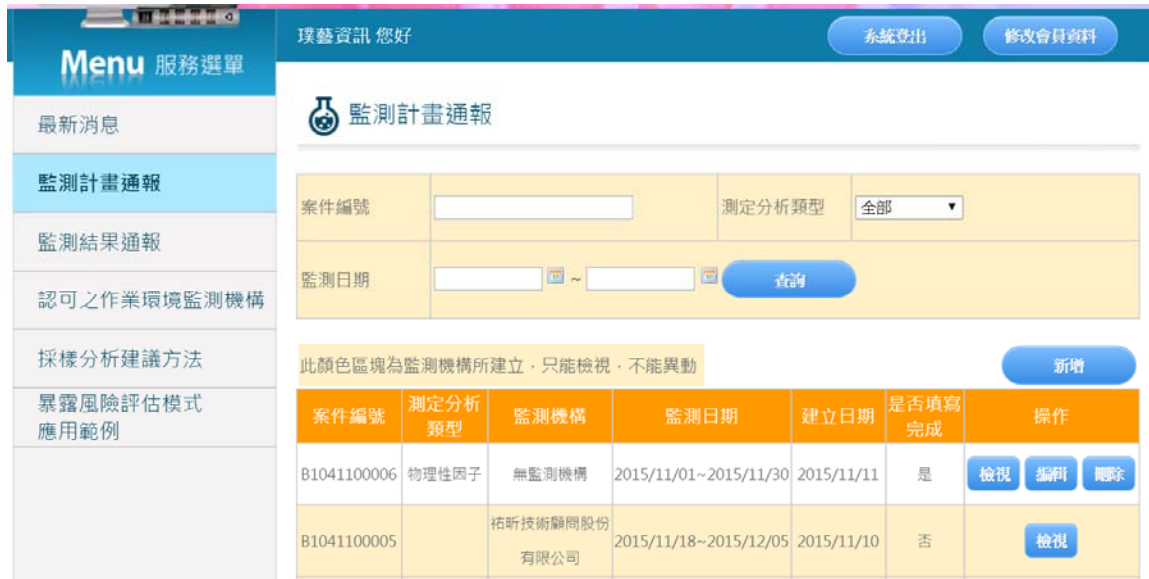 璞藝資訊 您好
系統登出
修改會員資料
Menu 服務選單
最新消息
監測計畫通報
監測結果通報
認可之作業環境監測機構
採樣分析建議方法
暴露風險評估模式
應用範例
監測計畫通報
案件編號
測定分析類型
全部
監測日期
~
查詢
此顏色區塊為監測機構所建立，只能檢視，不能異動
新增
案件編號 測定分析類型 監測機構 監測日期 建立日期 是否填寫完成 操作
B1041100006 物理性因子 無監測機構 2015/11/01~2015/11/30 2015/11/11 是 檢視 編輯 刪除
B1041100005 祐昕技術顧問股份有限公司 2015/11/18~2015/12/05 2015/11/10 否 檢視